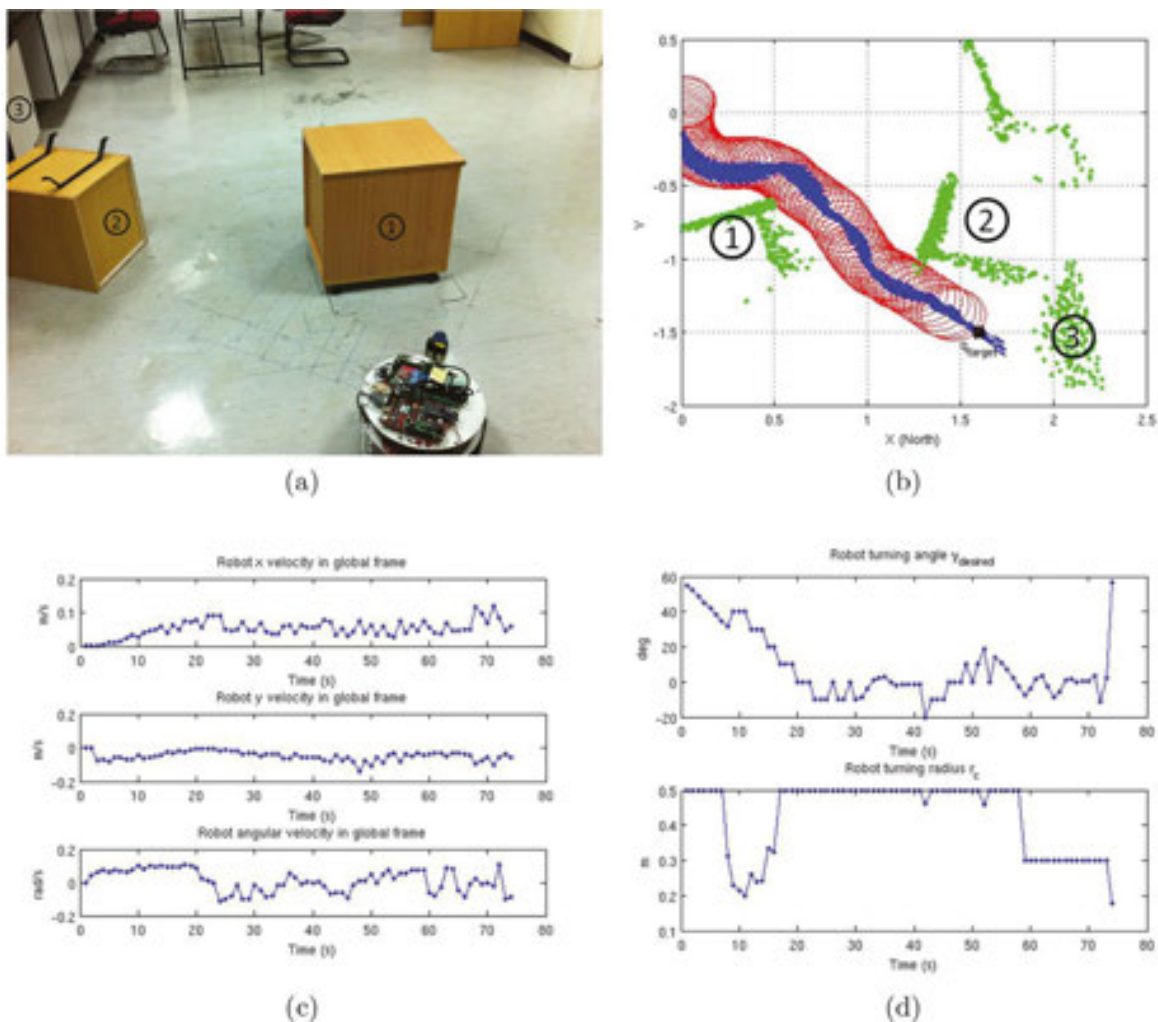 ③
②
①
(a)
0.5
0
-0.5
-1
-1.5
-2
Y
①
②
③
target
0
0.5
1
1.5
2
2.5
X (North)
(b)
Robot x velocity in global frame
0.2
0.1
0
m/s
0 10 20 30 40 50 60 70 80
Time (s)
Robot y velocity in global frame
0.2
0
-0.2
m/s
0 10 20 30 40 50 60 70 80
Time (s)
Robot angular velocity in global frame
0.2
0
-0.2
rad/s
0 10 20 30 40 50 60 70 80
Time (s)
(c)
Robot turning angle γdesired
60
40
20
0
-20
deg
0 10 20 30 40 50 60 70 80
Time (s)
Robot turning radius rc
0.5
0.4
0.3
0.2
0.1
m
0 10 20 30 40 50 60 70 80
Time (s)
(d)